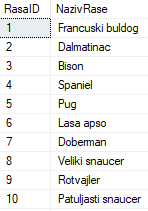 RasaID NazivRase
1 Francuski buldog
2 Dalmatinac
3 Bison
4 Spaniel
5 Pug
6 Lasa apso
7 Doberman
8 Veliki snaucer
9 Rotvajler
10 Patuljasti snaucer